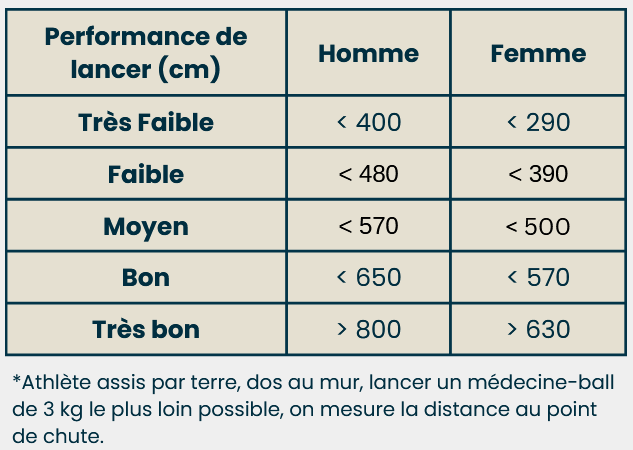 Performance de
lancer (cm)
Homme
Femme
Très Faible
< 400
< 290
Faible
< 480
< 390
Moyen
< 570
< 500
Bon
< 650
< 570
Très bon
> 800
> 630
*Athlète assis par terre, dos au mur, lancer un médecine-ball
de 3 kg le plus loin possible, on mesure la distance au point
de chute.